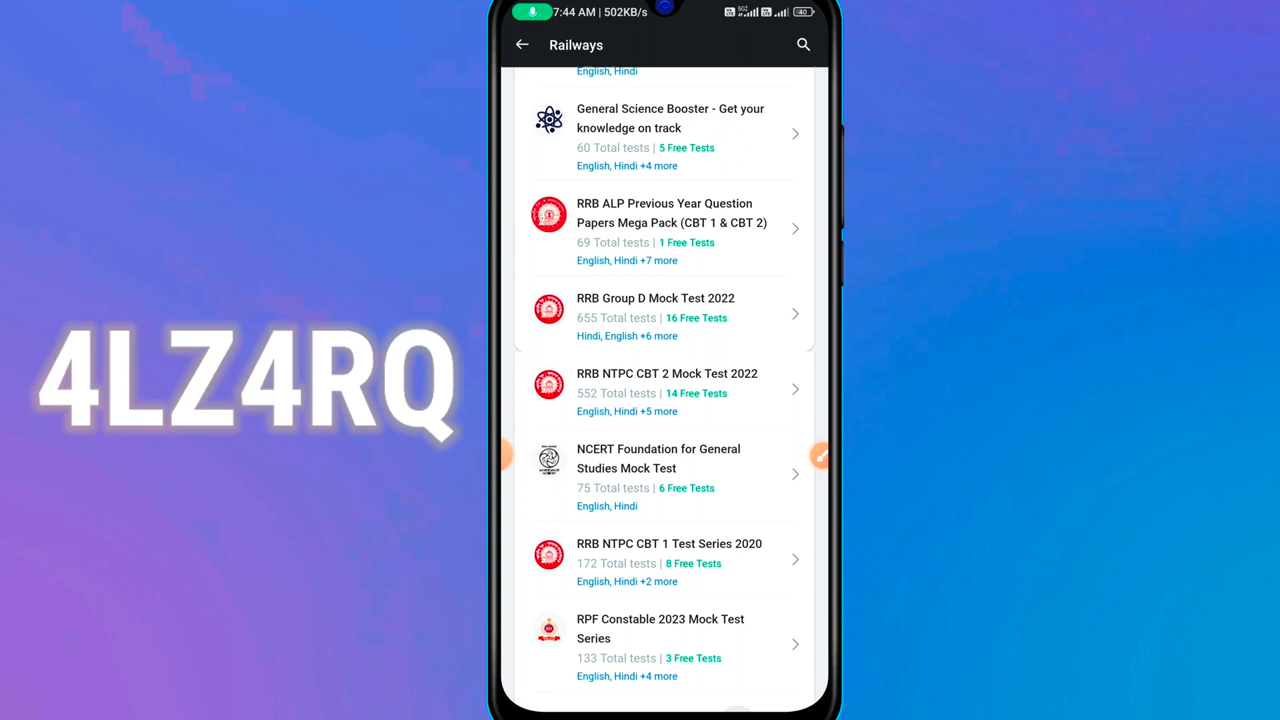 7:44 AM | 502KB/s
40
Railways
English, Hindi
General Science Booster - Get your
knowledge on track
60 Total tests | 5 Free Tests
English, Hindi +4 more
RRB ALP Previous Year Question
Papers Mega Pack (CBT 1 & CBT 2)
69 Total tests | 1 Free Tests
English, Hindi +7 more
RRB Group D Mock Test 2022
655 Total tests | 16 Free Tests
Hindi, English +6 more
4LZ4RQ
RRB NTPC CBT 2 Mock Test 2022
552 Total tests | 14 Free Tests
English, Hindi +5 more
NCERT Foundation for General
Studies Mock Test
75 Total tests | 6 Free Tests
English, Hindi
RRB NTPC CBT 1 Test Series 2020
172 Total tests | 8 Free Tests
English, Hindi +2 more
RPF Constable 2023 Mock Test
Series
133 Total tests | 3 Free Tests
English, Hindi +4 more